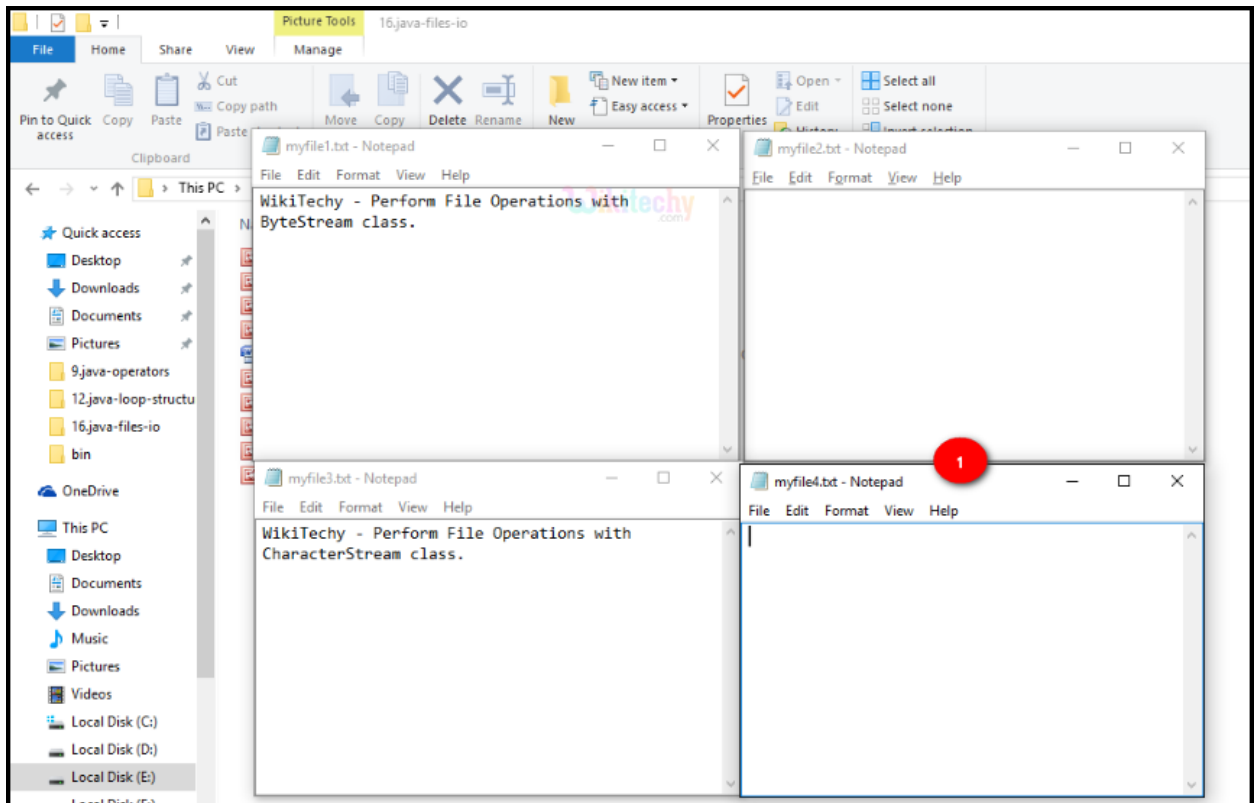 Picture Tools 16.java-files-io
File Home Share View Manage
Pin to Quick access
Copy
Paste
Cut
Copy path
Paste
Move
Copy
Delete
Rename
New
New item
Easy access
Properties
Open
Edit
History
Select all
Select none
Invert selection
Clipboard
This PC
Quick access
Desktop
Downloads
Documents
Pictures
9.java-operators
12.java-loop-structu
16.java-files-io
bin
OneDrive
This PC
Desktop
Documents
Downloads
Music
Pictures
Videos
Local Disk (C:)
Local Disk (D:)
Local Disk (E:)
myfile1.txt - Notepad
File Edit Format View Help
WikiTechy - Perform File Operations with
ByteStream class.
Wikitechy
.com
myfile2.txt - Notepad
File Edit Format View Help
myfile3.txt - Notepad
File Edit Format View Help
WikiTechy - Perform File Operations with
CharacterStream class.
1
myfile4.txt - Notepad
File Edit Format View Help